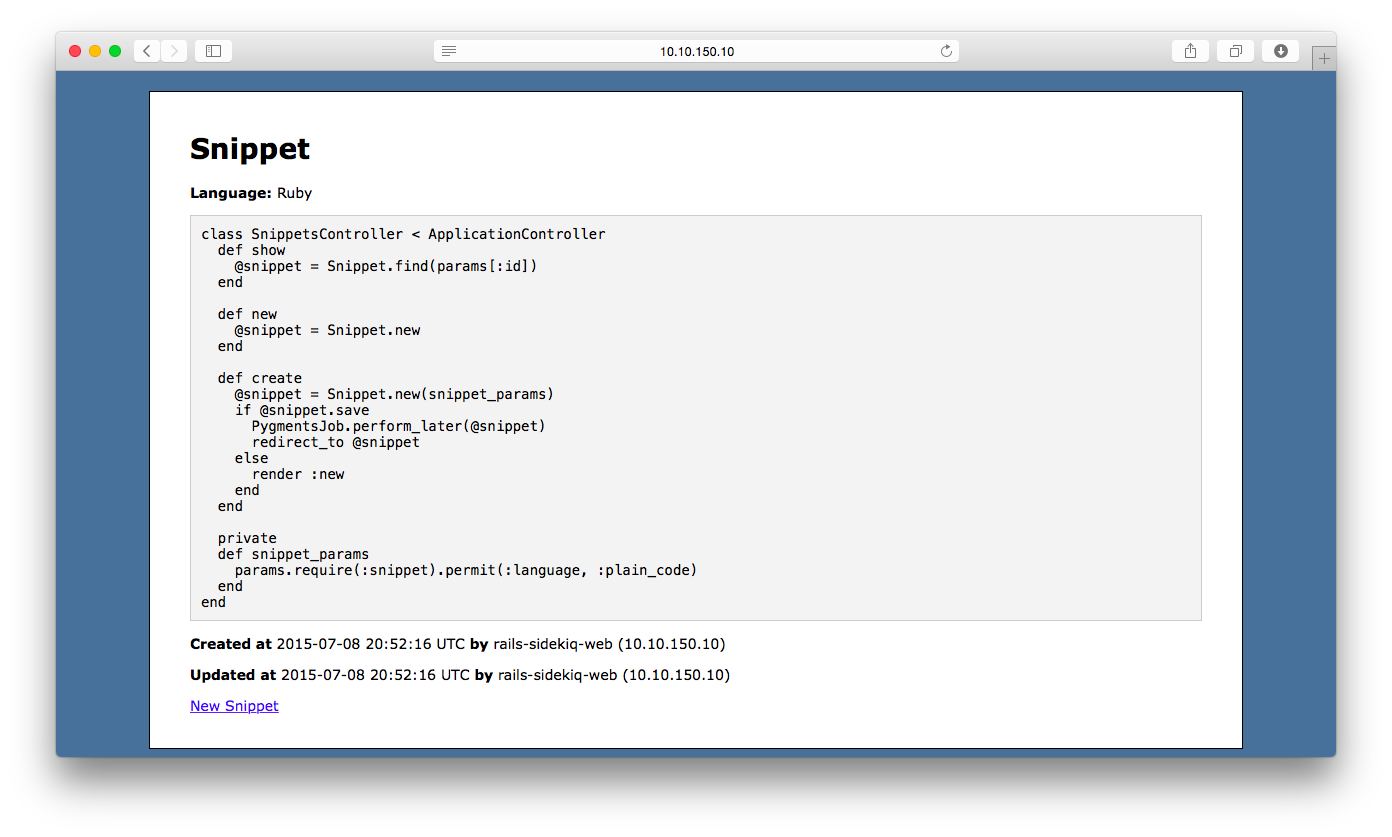 10.10.150.10
Snippet
Language: Ruby
class SnippetsController < ApplicationController
  def show
    @snippet = Snippet.find(params[:id])
  end

  def new
    @snippet = Snippet.new
  end

  def create
    @snippet = Snippet.new(snippet_params)
    if @snippet.save
      PygmentsJob.perform_later(@snippet)
      redirect_to @snippet
    else
      render :new
    end
  end

  private
  def snippet_params
    params.require(:snippet).permit(:language, :plain_code)
  end
end
Created at 2015-07-08 20:52:16 UTC by rails-sidekiq-web (10.10.150.10)
Updated at 2015-07-08 20:52:16 UTC by rails-sidekiq-web (10.10.150.10)
New Snippet